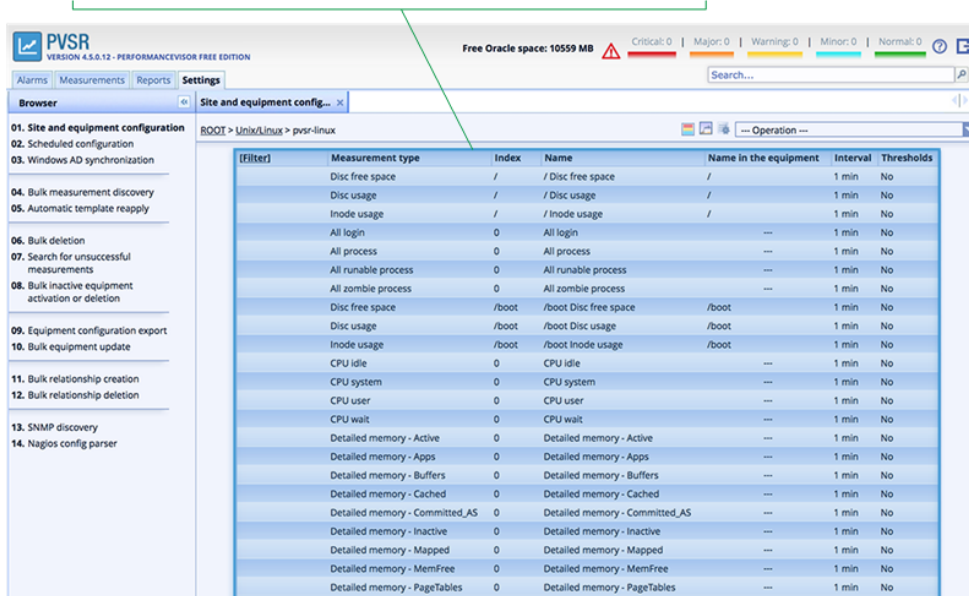 PVSR
VERSION 4.5.0.12 - PERFORMANCEVISOR FREE EDITION
Free Oracle space: 10559 MB
Critical: 0 | Major: 0 | Warning: 0 | Minor: 0 | Normal: 0
Alarms Measurements Reports Settings
Search...
Browser
Site and equipment config... ×
01. Site and equipment configuration
02. Scheduled configuration
03. Windows AD synchronization
04. Bulk measurement discovery
05. Automatic template reapply
06. Bulk deletion
07. Search for unsuccessful
measurements
08. Bulk inactive equipment
activation or deletion
09. Equipment configuration export
10. Bulk equipment update
11. Bulk relationship creation
12. Bulk relationship deletion
13. SNMP discovery
14. Nagios config parser
ROOT > Unix/Linux > pvsr-linux
--- Operation ---
[Filter] Measurement type Index Name Name in the equipment Interval Thresholds
Disc free space / / Disc free space / 1 min No
Disc usage / / Disc usage / 1 min No
Inode usage / / Inode usage / 1 min No
All login 0 All login --- 1 min No
All process 0 All process --- 1 min No
All runable process 0 All runable process --- 1 min No
All zombie process 0 All zombie process --- 1 min No
Disc free space /boot /boot Disc free space /boot 1 min No
Disc usage /boot /boot Disc usage /boot 1 min No
Inode usage /boot /boot Inode usage /boot 1 min No
CPU idle 0 CPU idle --- 1 min No
CPU system 0 CPU system --- 1 min No
CPU user 0 CPU user --- 1 min No
CPU wait 0 CPU wait --- 1 min No
Detailed memory - Active 0 Detailed memory - Active --- 1 min No
Detailed memory - Apps 0 Detailed memory - Apps --- 1 min No
Detailed memory - Buffers 0 Detailed memory - Buffers --- 1 min No
Detailed memory - Cached 0 Detailed memory - Cached --- 1 min No
Detailed memory - Committed_AS 0 Detailed memory - Committed_AS --- 1 min No
Detailed memory - Inactive 0 Detailed memory - Inactive --- 1 min No
Detailed memory - Mapped 0 Detailed memory - Mapped --- 1 min No
Detailed memory - MemFree 0 Detailed memory - MemFree --- 1 min No
Detailed memory - PageTables 0 Detailed memory - PageTables --- 1 min No